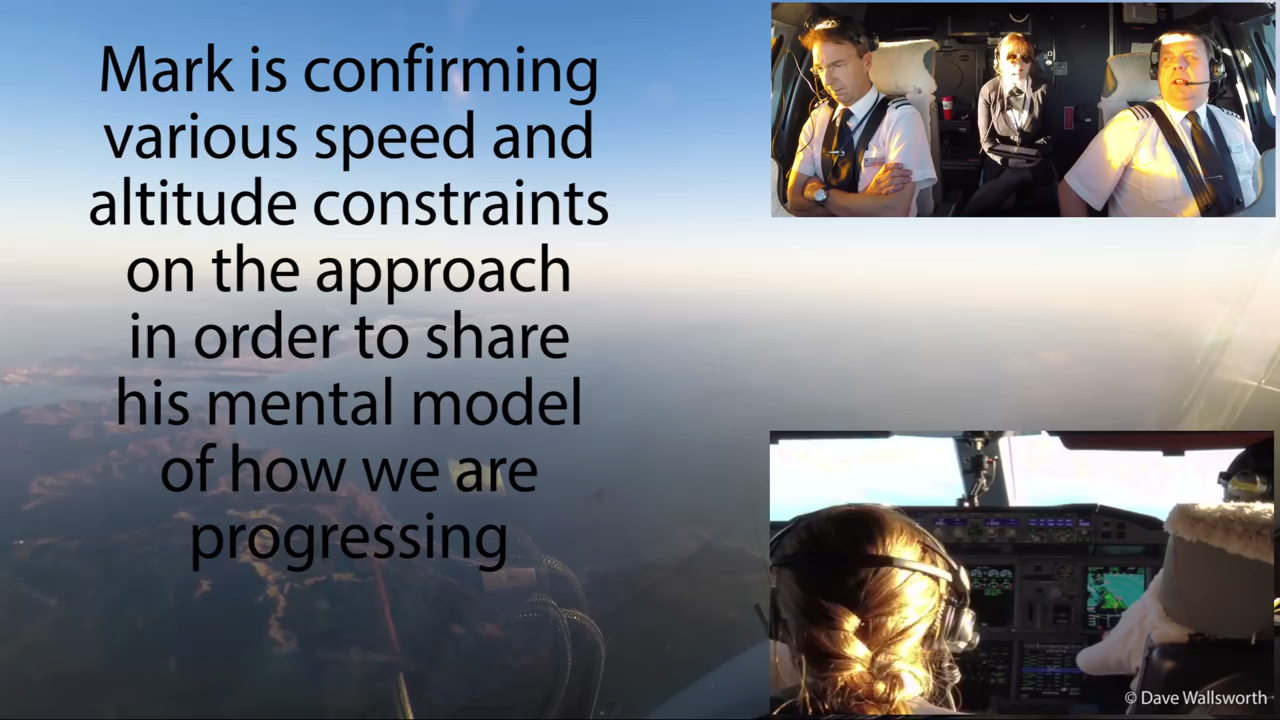 Mark is confirming
various speed and
altitude constraints
on the approach
in order to share
his mental model
of how we are
progressing
© Dave Wallsworth